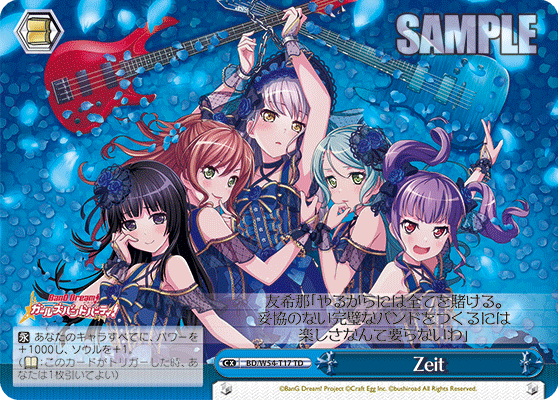 SAMPLE
友希那「やるからには全てを賭ける。
妥協のない完璧なバンドをつくるには
楽しさなんて要らないわ」
BanG Dream!
ガールズバンドパーティ!
あなたのキャラすべてに、パワーを
+1000し、ソウルを+1。
(：このカードがトリガーした時、あ
なたは1枚引いてよい)
CX BD/WS4-T17 TD
Zeit
©BanG Dream! Project ©Craft Egg Inc. ©bushiroad All Rights Reserved.